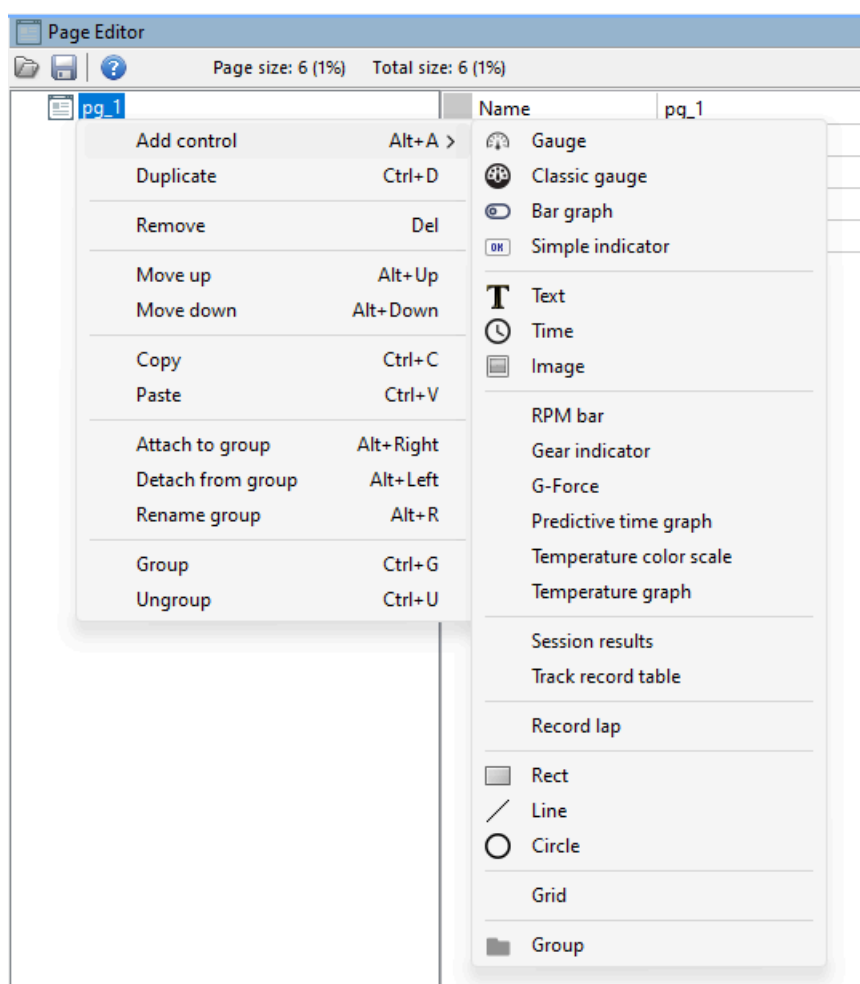 Page Editor
Page size: 6 (1%) Total size: 6 (1%)
pg_1
Name pg_1
Add control Alt+A >
Duplicate Ctrl+D
Remove Del
Move up Alt+Up
Move down Alt+Down
Copy Ctrl+C
Paste Ctrl+V
Attach to group Alt+Right
Detach from group Alt+Left
Rename group Alt+R
Group Ctrl+G
Ungroup Ctrl+U
Gauge
Classic gauge
Bar graph
OK Simple indicator
T Text
Time
Image
RPM bar
Gear indicator
G-Force
Predictive time graph
Temperature color scale
Temperature graph
Session results
Track record table
Record lap
Rect
Line
Circle
Grid
Group